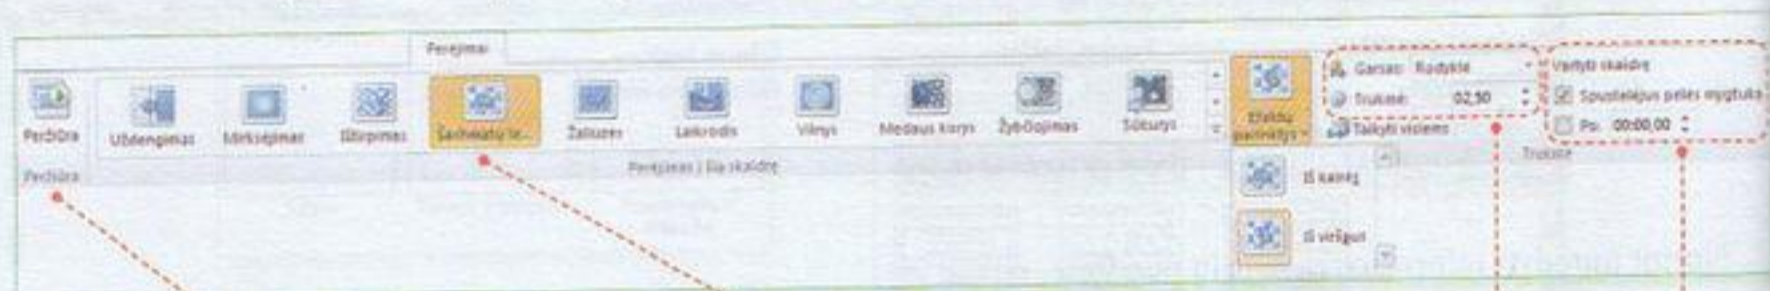 Perėjimai
Peržiūra
Uždengimas
Mirksėjimas
Ištirpimas
Šachmatų le...
Žaliuzės
Laikrodis
Vilnys
Medaus korys
Žybčiojimas
Sūkurys
Efektų
parinktys
Garsas: Rodyklė
Trukmė: 02,50
Taikyti visiems
Vartyti skaidrę
Spustelėjus pelės mygtuką
Po: 00:00,00
Peržiūra
Perėjimas į šią skaidrę
Trukmė
Iš kairės
Iš viršaus